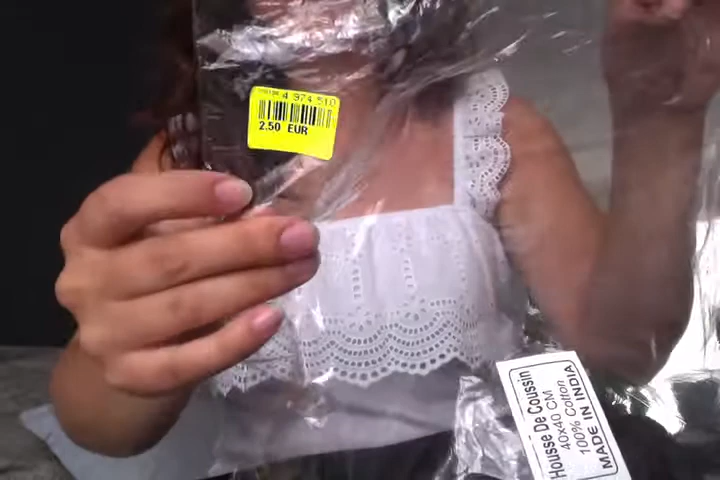 4 974 510
2.50 EUR
Housse De Coussin
40x40 CM
100% Cotton
MADE IN INDIA